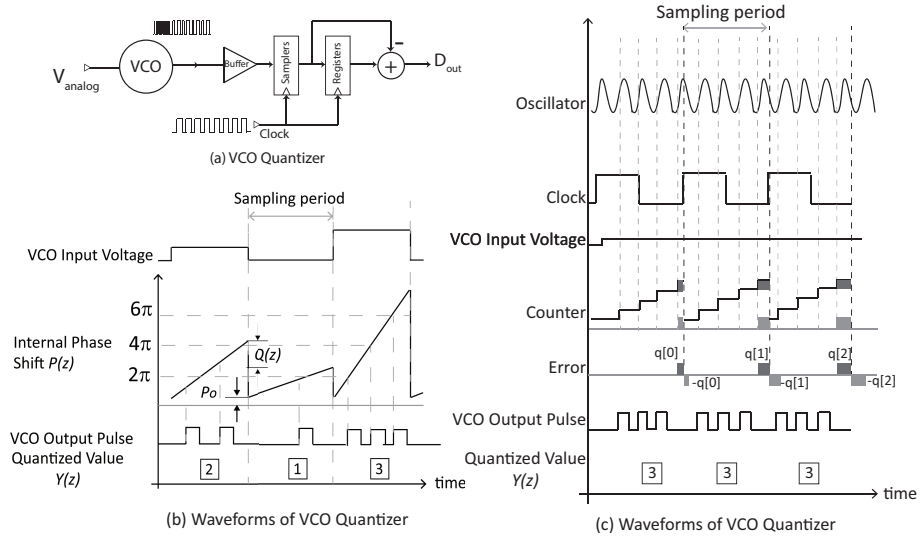 V analog
VCO
Buffer
Samplers
Registers
+
−
D out
Clock
(a) VCO Quantizer
Sampling period
VCO Input Voltage
6π
4π
2π
Internal Phase
Shift P(z)
Q(z)
Po
VCO Output Pulse
Quantized Value
Y(z)
2
1
3
time
(b) Waveforms of VCO Quantizer
Sampling period
Oscillator
Clock
VCO Input Voltage
Counter
q[0]
q[1]
q[2]
Error
-q[0]
-q[1]
-q[2]
VCO Output Pulse
Quantized Value
Y(z)
3
3
3
time
(c) Waveforms of VCO Quantizer